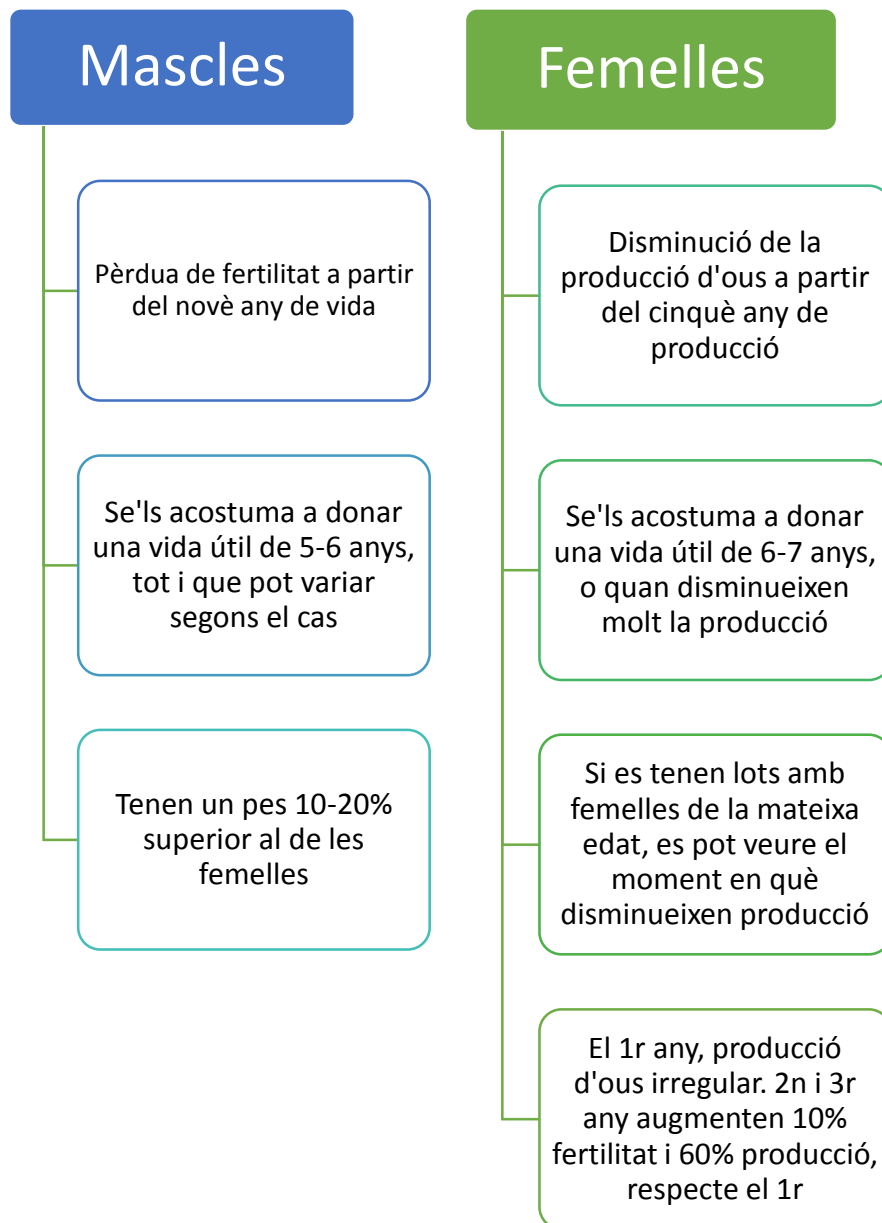 Mascles
Pèrdua de fertilitat a partir
del novè any de vida
Se'ls acostuma a donar
una vida útil de 5-6 anys,
tot i que pot variar
segons el cas
Tenen un pes 10-20%
superior al de les
femelles
Femelles
Disminució de la
producció d'ous a partir
del cinquè any de
producció
Se'ls acostuma a donar
una vida útil de 6-7 anys,
o quan disminueixen
molt la producció
Si es tenen lots amb
femelles de la mateixa
edat, es pot veure el
moment en què
disminueixen producció
El 1r any, producció
d'ous irregular. 2n i 3r
any augmenten 10%
fertilitat i 60% producció,
respecte el 1r